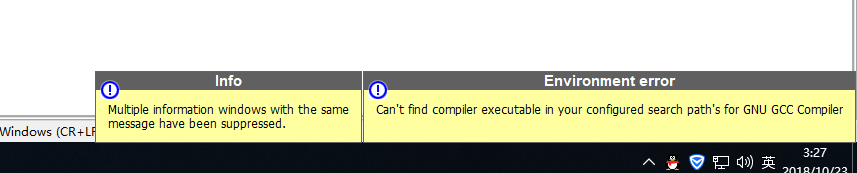 Info
Multiple information windows with the same
message have been suppressed.
Environment error
Can't find compiler executable in your configured search path's for GNU GCC Compiler
Windows (CR+LF
英
3:27
2018/10/23